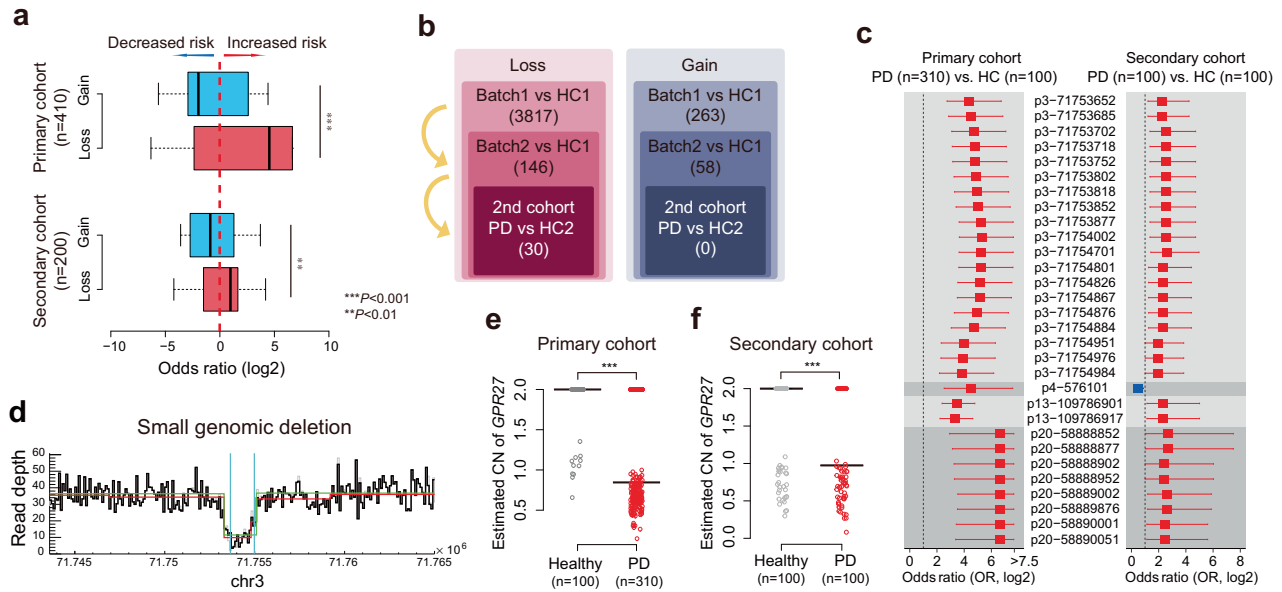 a
Decreased risk
Increased risk
Primary cohort
(n=410)
Gain
Loss
***
Secondary cohort
(n=200)
Gain
Loss
**
***P<0.001
**P<0.01
−10
−5
0
5
10
Odds ratio (log2)
b
Loss
Batch1 vs HC1
(3817)
Batch2 vs HC1
(146)
2nd cohort
PD vs HC2
(30)
Gain
Batch1 vs HC1
(263)
Batch2 vs HC1
(58)
2nd cohort
PD vs HC2
(0)
c
Primary cohort
PD (n=310) vs. HC (n=100)
Secondary cohort
PD (n=100) vs. HC (n=100)
p3−71753652
p3−71753685
p3−71753702
p3−71753718
p3−71753752
p3−71753802
p3−71753818
p3−71753852
p3−71753877
p3−71754002
p3−71754701
p3−71754801
p3−71754826
p3−71754867
p3−71754876
p3−71754884
p3−71754951
p3−71754976
p3−71754984
p4−576101
p13−109786901
p13−109786917
p20−58888852
p20−58888877
p20−58888902
p20−58888952
p20−58889002
p20−58889876
p20−58890001
p20−58890051
0
2
4
6
>7.5
Odds ratio (OR, log2)
0
2
4
6
8
Odds ratio (OR, log2)
d
Small genomic deletion
Read depth
60
50
40
30
20
10
0
71.745
71.75
71.755
71.76
71.765
× 10⁶
chr3
e
Primary cohort
***
Estimated CN of GPR27
2.0
1.5
1.0
0.5
Healthy
(n=100)
PD
(n=310)
f
Secondary cohort
***
Estimated CN of GPR27
2.0
1.5
1.0
0.5
0.0
Healthy
(n=100)
PD
(n=100)